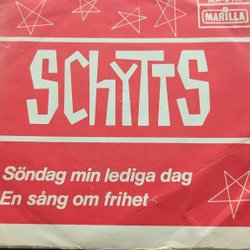 MARILLA
SCHYTTS
Söndag min lediga dag
En sång om frihet